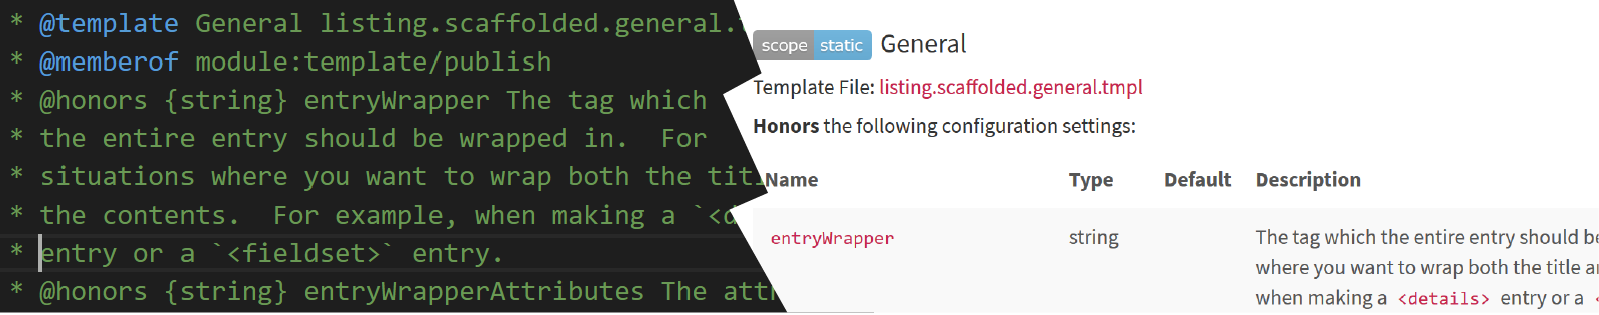 * @template General listing.scaffolded.general.
* @memberof module:template/publish
* @honors {string} entryWrapper The tag which
* the entire entry should be wrapped in.  For
* situations where you want to wrap both the
* the contents.  For example, when making a `<d
* entry or a `<fieldset>` entry.
* @honors {string} entryWrapperAttributes The
scope static General
Template File: listing.scaffolded.general.tmpl
Honors the following configuration settings:
Name Type Default Description
entryWrapper string The tag which the entire entry should
where you want to wrap both the title
when making a <details> entry or a <